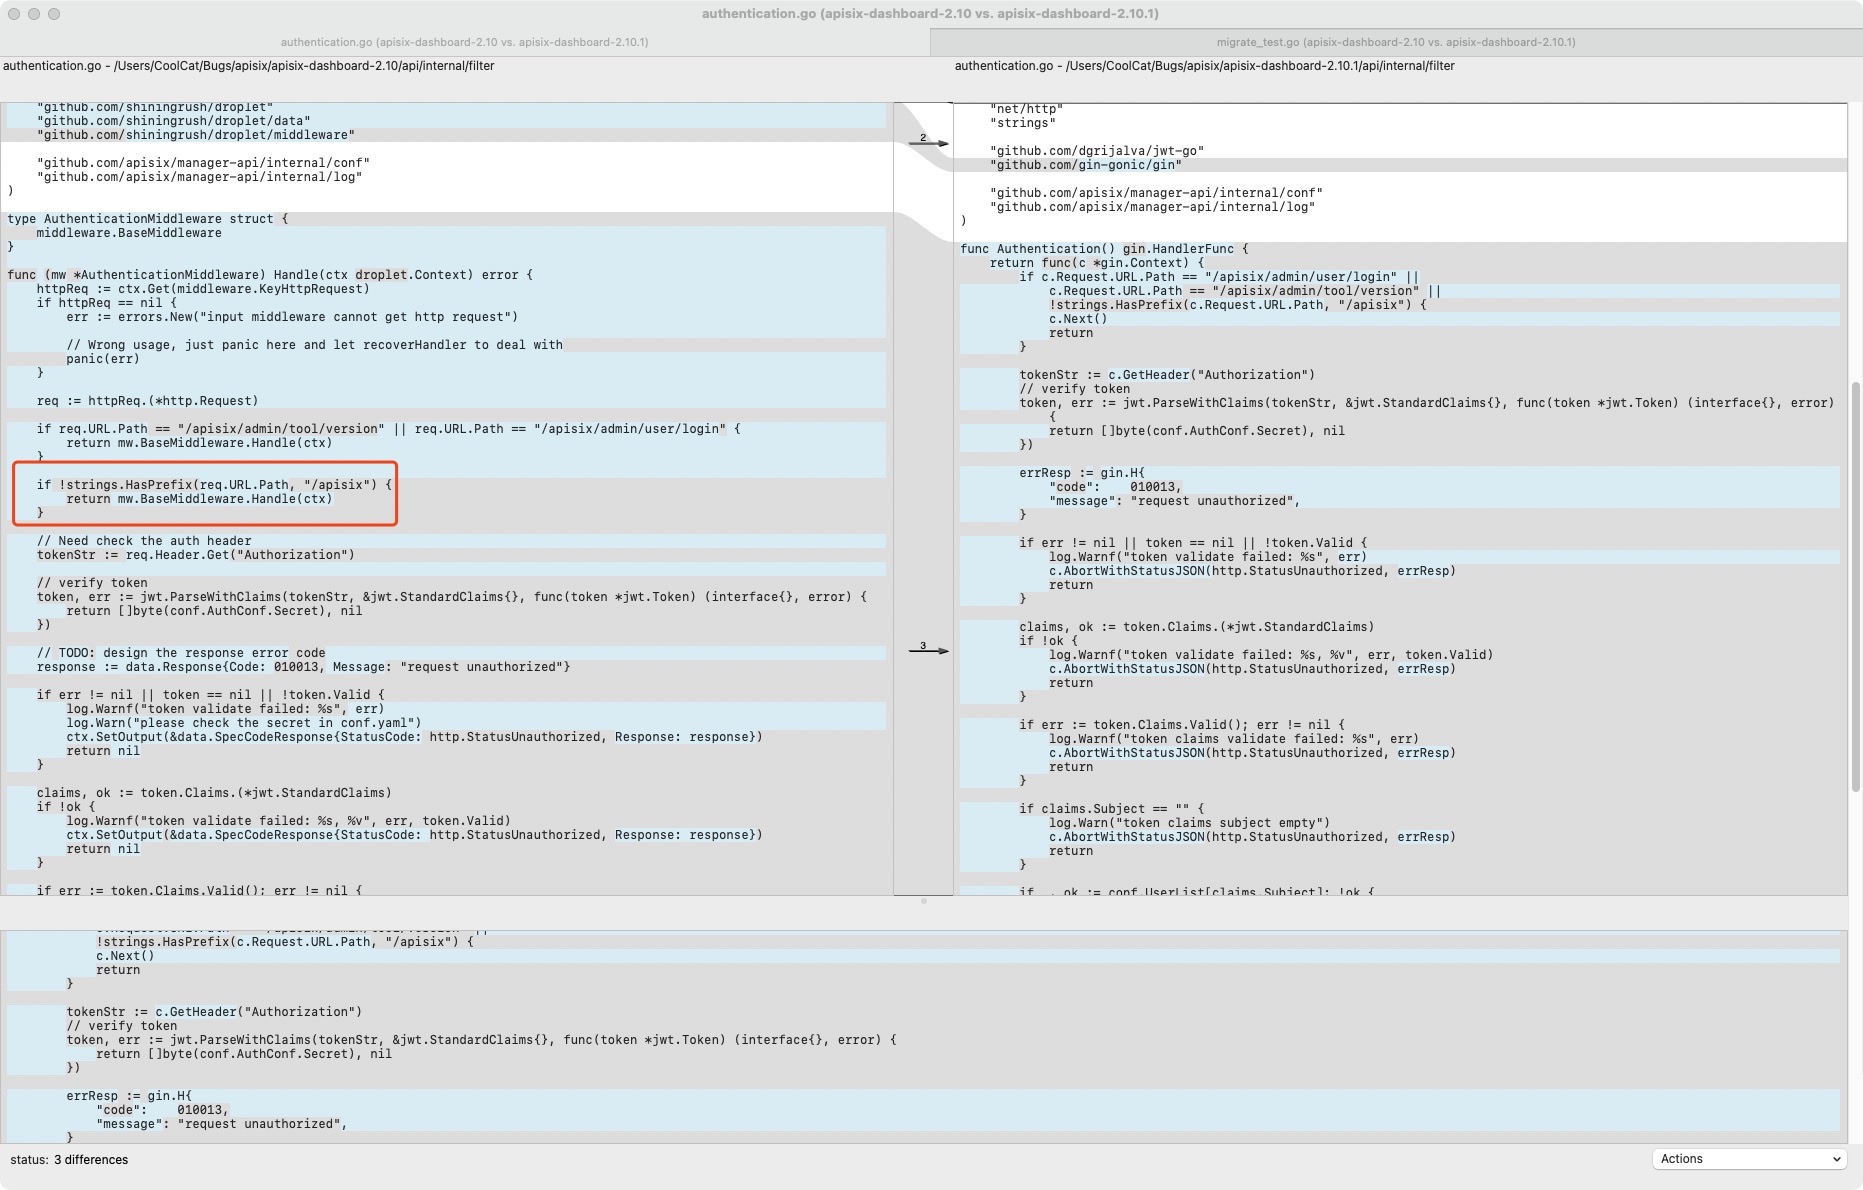 authentication.go (apisix-dashboard-2.10 vs. apisix-dashboard-2.10.1)
authentication.go (apisix-dashboard-2.10 vs. apisix-dashboard-2.10.1)
migrate_test.go (apisix-dashboard-2.10 vs. apisix-dashboard-2.10.1)
authentication.go - /Users/CoolCat/Bugs/apisix/apisix-dashboard-2.10/api/internal/filter
authentication.go - /Users/CoolCat/Bugs/apisix/apisix-dashboard-2.10.1/api/internal/filter
"github.com/shiningrush/droplet"
"github.com/shiningrush/droplet/data"
"github.com/shiningrush/droplet/middleware"
"github.com/apisix/manager-api/internal/conf"
"github.com/apisix/manager-api/internal/log"
)
type AuthenticationMiddleware struct {
middleware.BaseMiddleware
}
func (mw *AuthenticationMiddleware) Handle(ctx droplet.Context) error {
httpReq := ctx.Get(middleware.KeyHttpRequest)
if httpReq == nil {
err := errors.New("input middleware cannot get http request")
// Wrong usage, just panic here and let recoverHandler to deal with
panic(err)
}
req := httpReq.(*http.Request)
if req.URL.Path == "/apisix/admin/tool/version" || req.URL.Path == "/apisix/admin/user/login" {
return mw.BaseMiddleware.Handle(ctx)
}
if !strings.HasPrefix(req.URL.Path, "/apisix") {
return mw.BaseMiddleware.Handle(ctx)
}
// Need check the auth header
tokenStr := req.Header.Get("Authorization")
// verify token
token, err := jwt.ParseWithClaims(tokenStr, &jwt.StandardClaims{}, func(token *jwt.Token) (interface{}, error) {
return []byte(conf.AuthConf.Secret), nil
})
// TODO: design the response error code
response := data.Response{Code: 010013, Message: "request unauthorized"}
if err != nil || token == nil || !token.Valid {
log.Warnf("token validate failed: %s", err)
log.Warn("please check the secret in conf.yaml")
ctx.SetOutput(&data.SpecCodeResponse{StatusCode: http.StatusUnauthorized, Response: response})
return nil
}
claims, ok := token.Claims.(*jwt.StandardClaims)
if !ok {
log.Warnf("token validate failed: %s, %v", err, token.Valid)
ctx.SetOutput(&data.SpecCodeResponse{StatusCode: http.StatusUnauthorized, Response: response})
return nil
}
if err := token.Claims.Valid(); err != nil {
2
3
"net/http"
"strings"
"github.com/dgrijalva/jwt-go"
"github.com/gin-gonic/gin"
"github.com/apisix/manager-api/internal/conf"
"github.com/apisix/manager-api/internal/log"
)
func Authentication() gin.HandlerFunc {
return func(c *gin.Context) {
if c.Request.URL.Path == "/apisix/admin/user/login" ||
c.Request.URL.Path == "/apisix/admin/tool/version" ||
!strings.HasPrefix(c.Request.URL.Path, "/apisix") {
c.Next()
return
}
tokenStr := c.GetHeader("Authorization")
// verify token
token, err := jwt.ParseWithClaims(tokenStr, &jwt.StandardClaims{}, func(token *jwt.Token) (interface{}, error)
{
return []byte(conf.AuthConf.Secret), nil
})
errResp := gin.H{
"code":    010013,
"message": "request unauthorized",
}
if err != nil || token == nil || !token.Valid {
log.Warnf("token validate failed: %s", err)
c.AbortWithStatusJSON(http.StatusUnauthorized, errResp)
return
}
claims, ok := token.Claims.(*jwt.StandardClaims)
if !ok {
log.Warnf("token validate failed: %s, %v", err, token.Valid)
c.AbortWithStatusJSON(http.StatusUnauthorized, errResp)
return
}
if err := token.Claims.Valid(); err != nil {
log.Warnf("token claims validate failed: %s", err)
c.AbortWithStatusJSON(http.StatusUnauthorized, errResp)
return
}
if claims.Subject == "" {
log.Warn("token claims subject empty")
c.AbortWithStatusJSON(http.StatusUnauthorized, errResp)
return
}
if _, ok := conf.UserList[claims.Subject]; !ok {
!strings.HasPrefix(c.Request.URL.Path, "/apisix") {
c.Next()
return
}
tokenStr := c.GetHeader("Authorization")
// verify token
token, err := jwt.ParseWithClaims(tokenStr, &jwt.StandardClaims{}, func(token *jwt.Token) (interface{}, error) {
return []byte(conf.AuthConf.Secret), nil
})
errResp := gin.H{
"code":    010013,
"message": "request unauthorized",
}
status: 3 differences
Actions